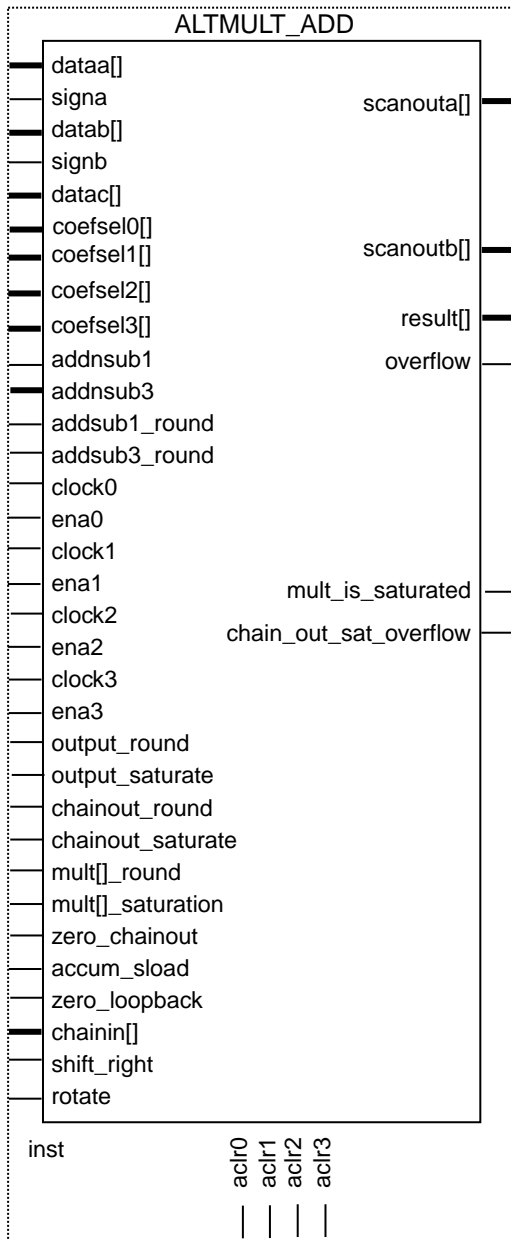 ALTMULT_ADD
dataa[]
signa
datab[]
signb
datac[]
coefsel0[]
coefsel1[]
coefsel2[]
coefsel3[]
addnsub1
addnsub3
addsub1_round
addsub3_round
clock0
ena0
clock1
ena1
clock2
ena2
clock3
ena3
output_round
output_saturate
chainout_round
chainout_saturate
mult[]_round
mult[]_saturation
zero_chainout
accum_sload
zero_loopback
chainin[]
shift_right
rotate
scanouta[]
scanoutb[]
result[]
overflow
mult_is_saturated
chain_out_sat_overflow
inst
aclr0
aclr1
aclr2
aclr3